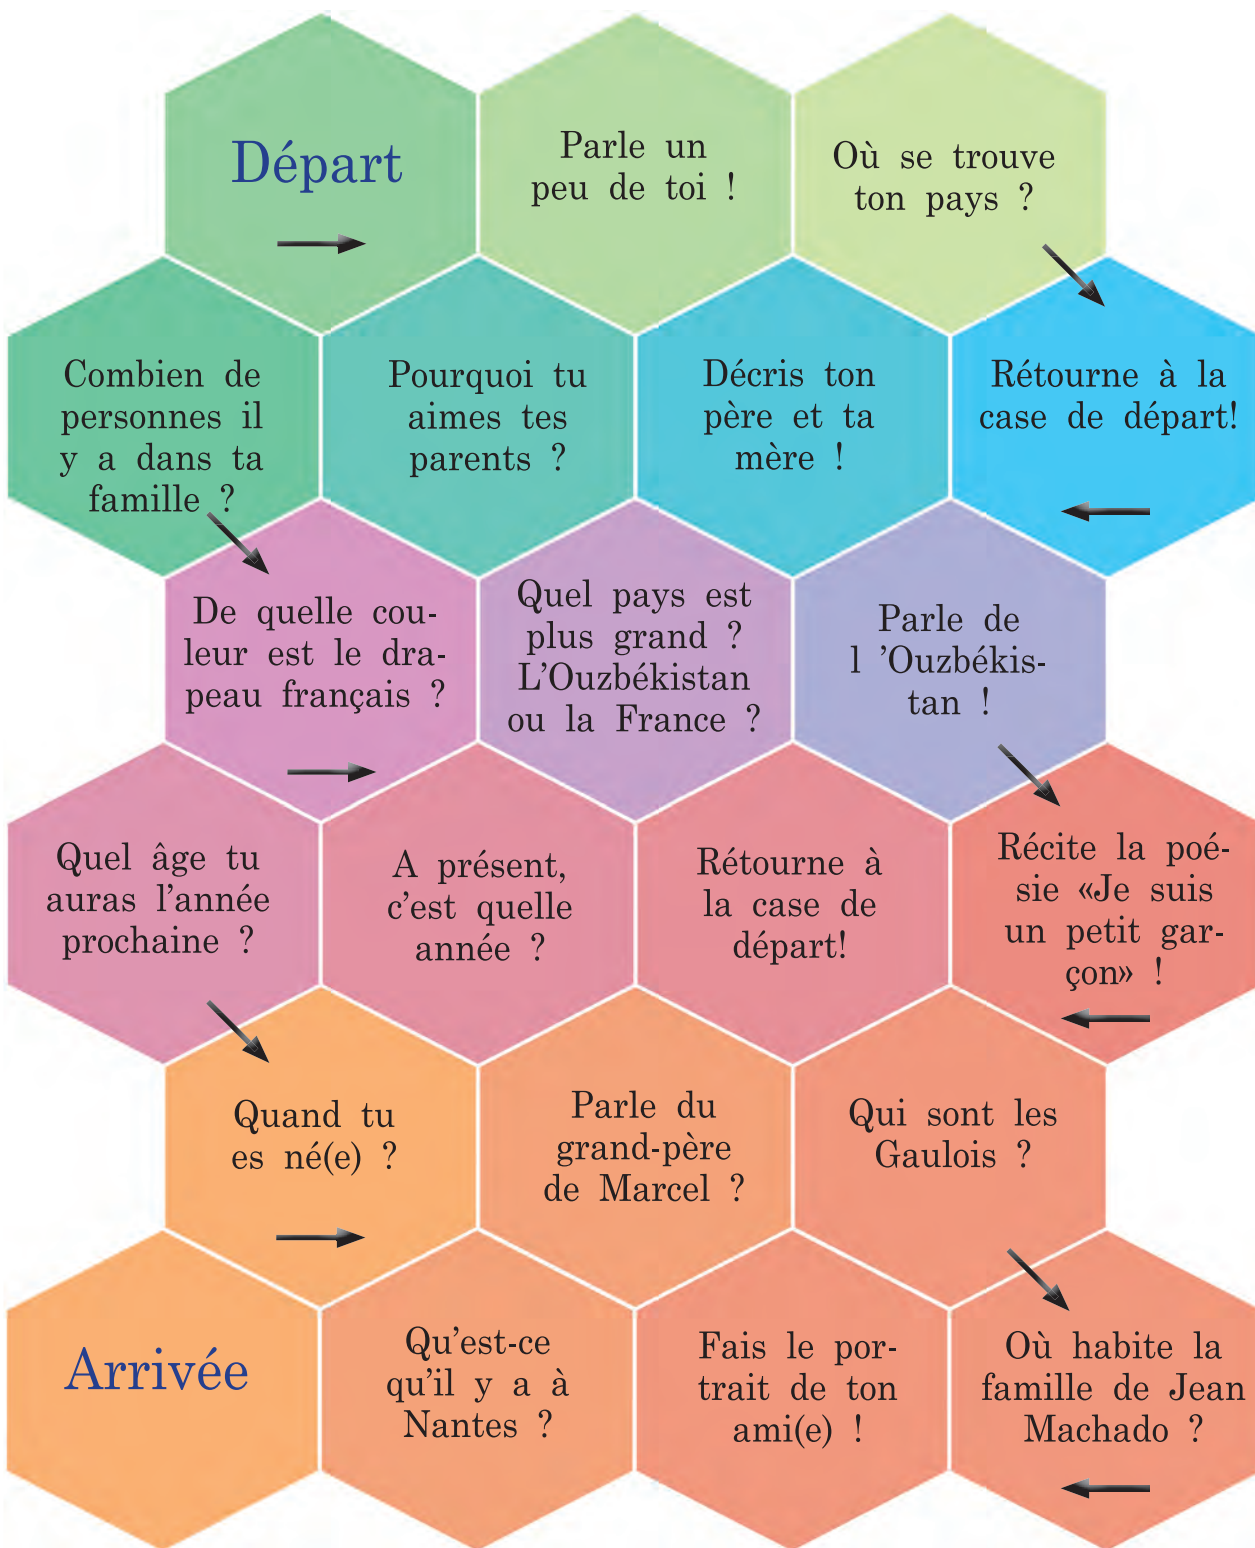 Départ
Parle un
peu de toi !
Où se trouve
ton pays ?
Combien de
personnes il
y a dans ta
famille ?
Pourquoi tu
aimes tes
parents ?
Décris ton
père et ta
mère !
Rétourne à la
case de départ!
De quelle cou-
leur est le dra-
peau français ?
Quel pays est
plus grand ?
L’Ouzbékistan
ou la France ?
Parle de
l ’Ouzbékis-
tan !
Quel âge tu
auras l’année
prochaine ?
A présent,
c’est quelle
année ?
Rétourne à
la case de
départ!
Récite la poé-
sie «Je suis
un petit gar-
çon» !
Quand tu
es né(e) ?
Parle du
grand-père
de Marcel ?
Qui sont les
Gaulois ?
Arrivée
Qu’est-ce
qu’il y a à
Nantes ?
Fais le por-
trait de ton
ami(e) !
Où habite la
famille de Jean
Machado ?